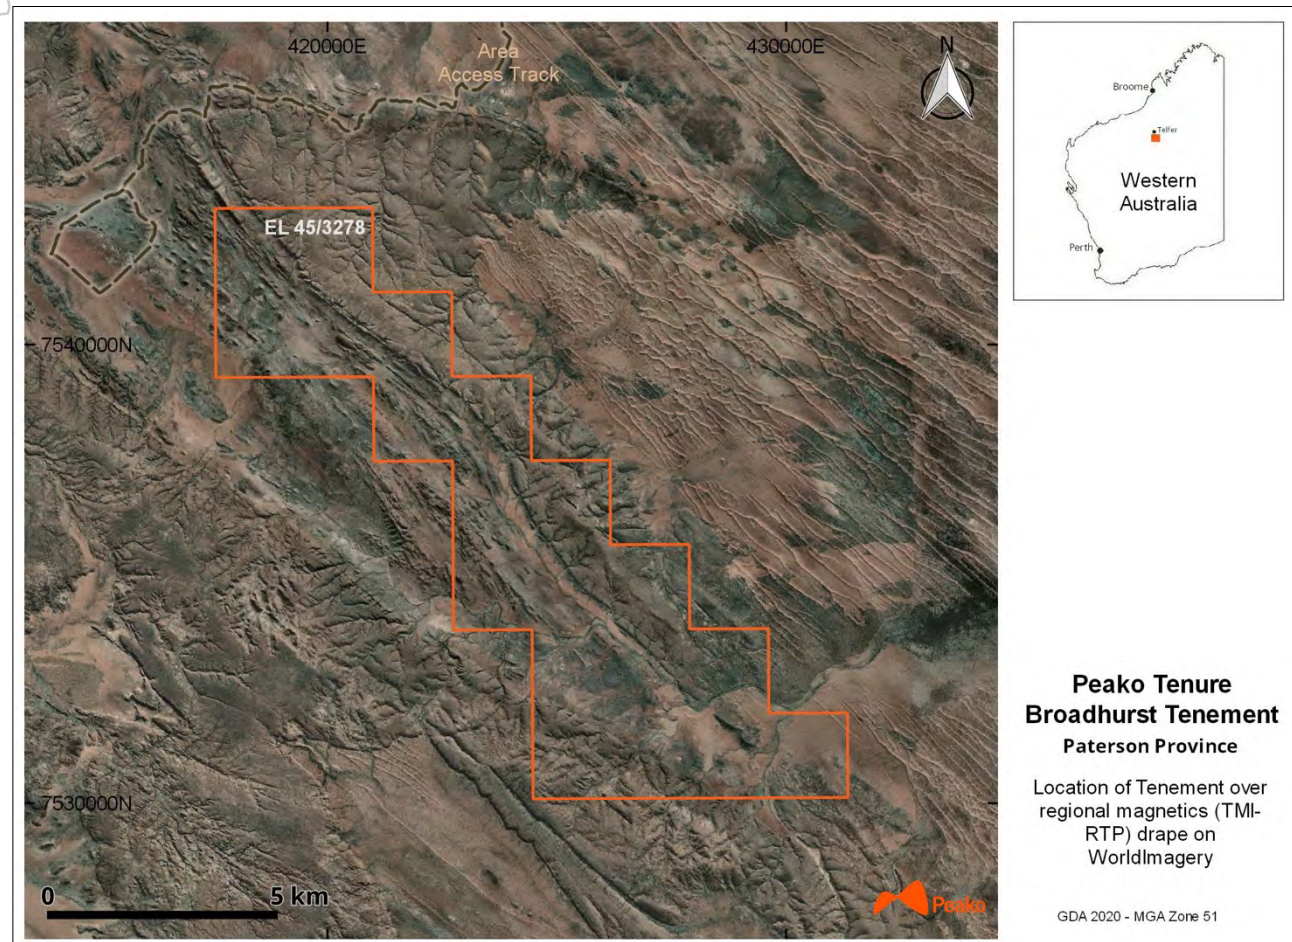 420000E
430000E
Area
Access Track
N
EL 45/3278
7540000N
7530000N
0
5 km
Peako
Broome
Telfer
Western
Australia
Perth
Peako Tenure
Broadhurst Tenement
Paterson Province
Location of Tenement over
regional magnetics (TMI-
RTP) drape on
WorldImagery
GDA 2020 - MGA Zone 51